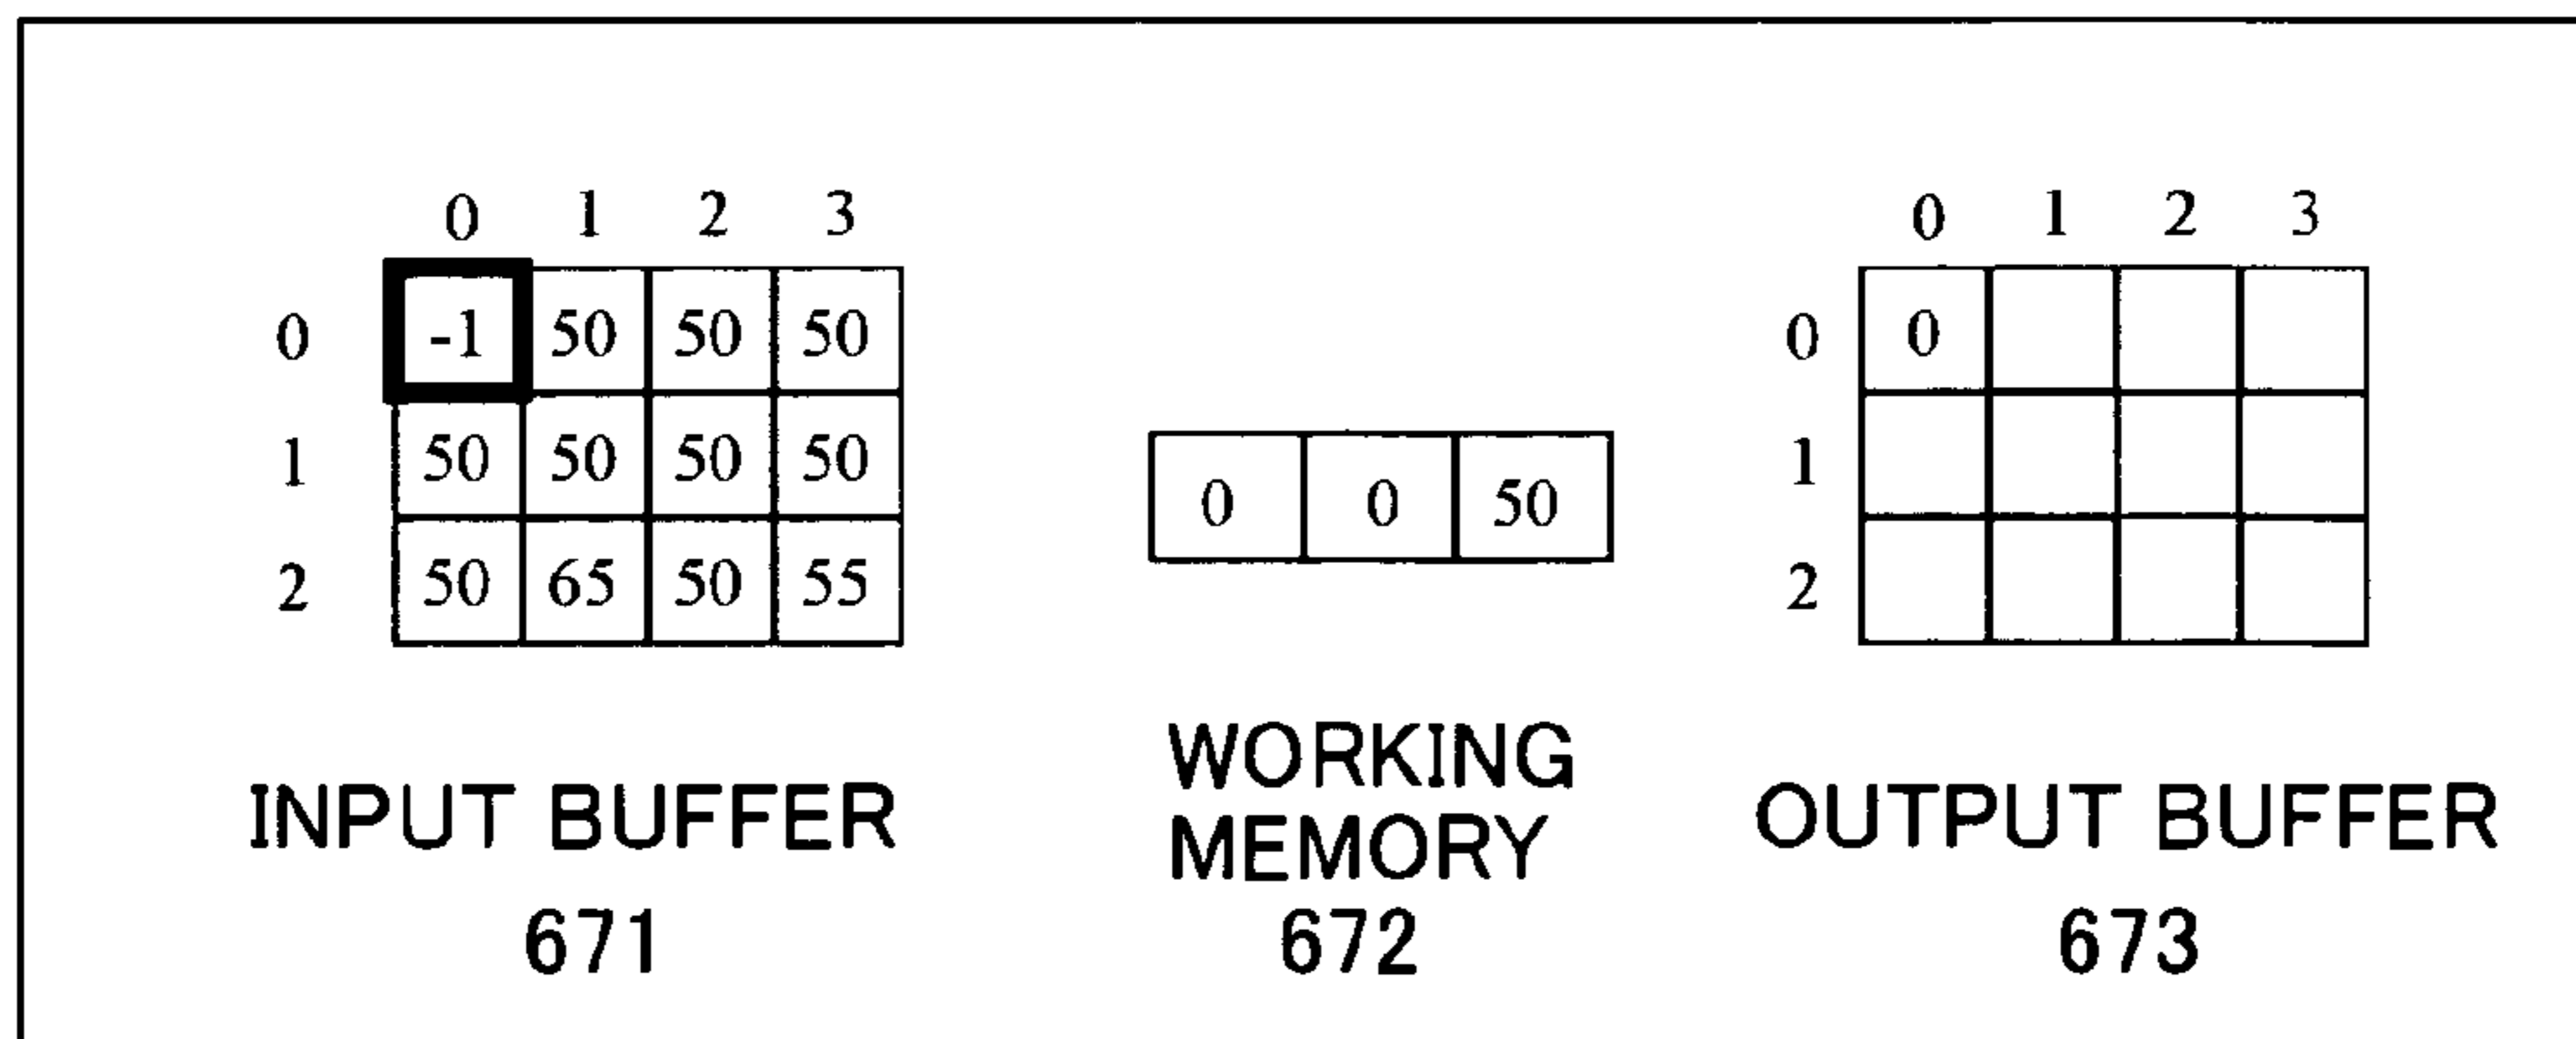 0 1 2 3
0 -1 50 50 50
1 50 50 50 50
2 50 65 50 55
INPUT BUFFER
671
0 0 50
WORKING
MEMORY
672
0 1 2 3
0 0
1
2
OUTPUT BUFFER
673